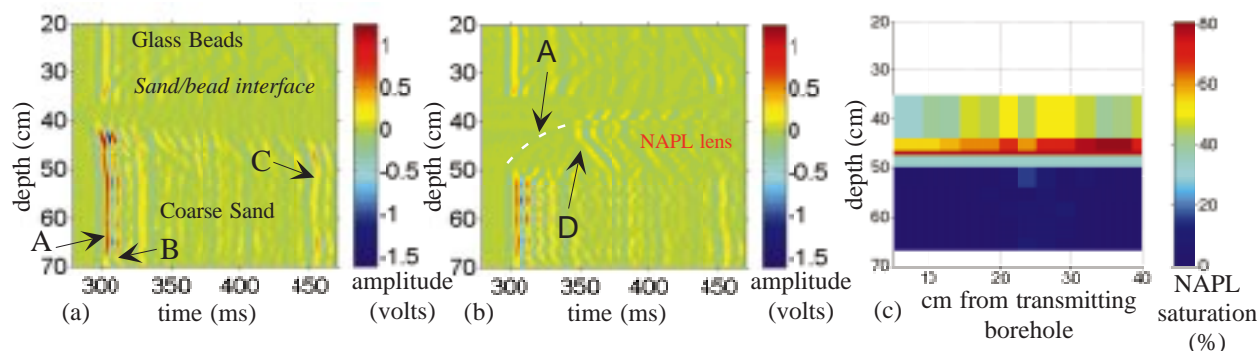 20
30
40
50
60
70
depth (cm)
Glass Beads
Sand/bead interface
C
Coarse Sand
A
B
300
350
400
450
time (ms)
(a)
1
0.5
0
-0.5
-1
-1.5
amplitude
(volts)
20
30
40
50
60
70
depth (cm)
A
NAPL lens
D
300
350
400
450
time (ms)
(b)
1
0.5
0
-0.5
-1
-1.5
amplitude
(volts)
20
30
40
50
60
70
10
20
30
40
cm from transmitting
borehole
(c)
80
60
40
20
0
NAPL
saturation
(%)